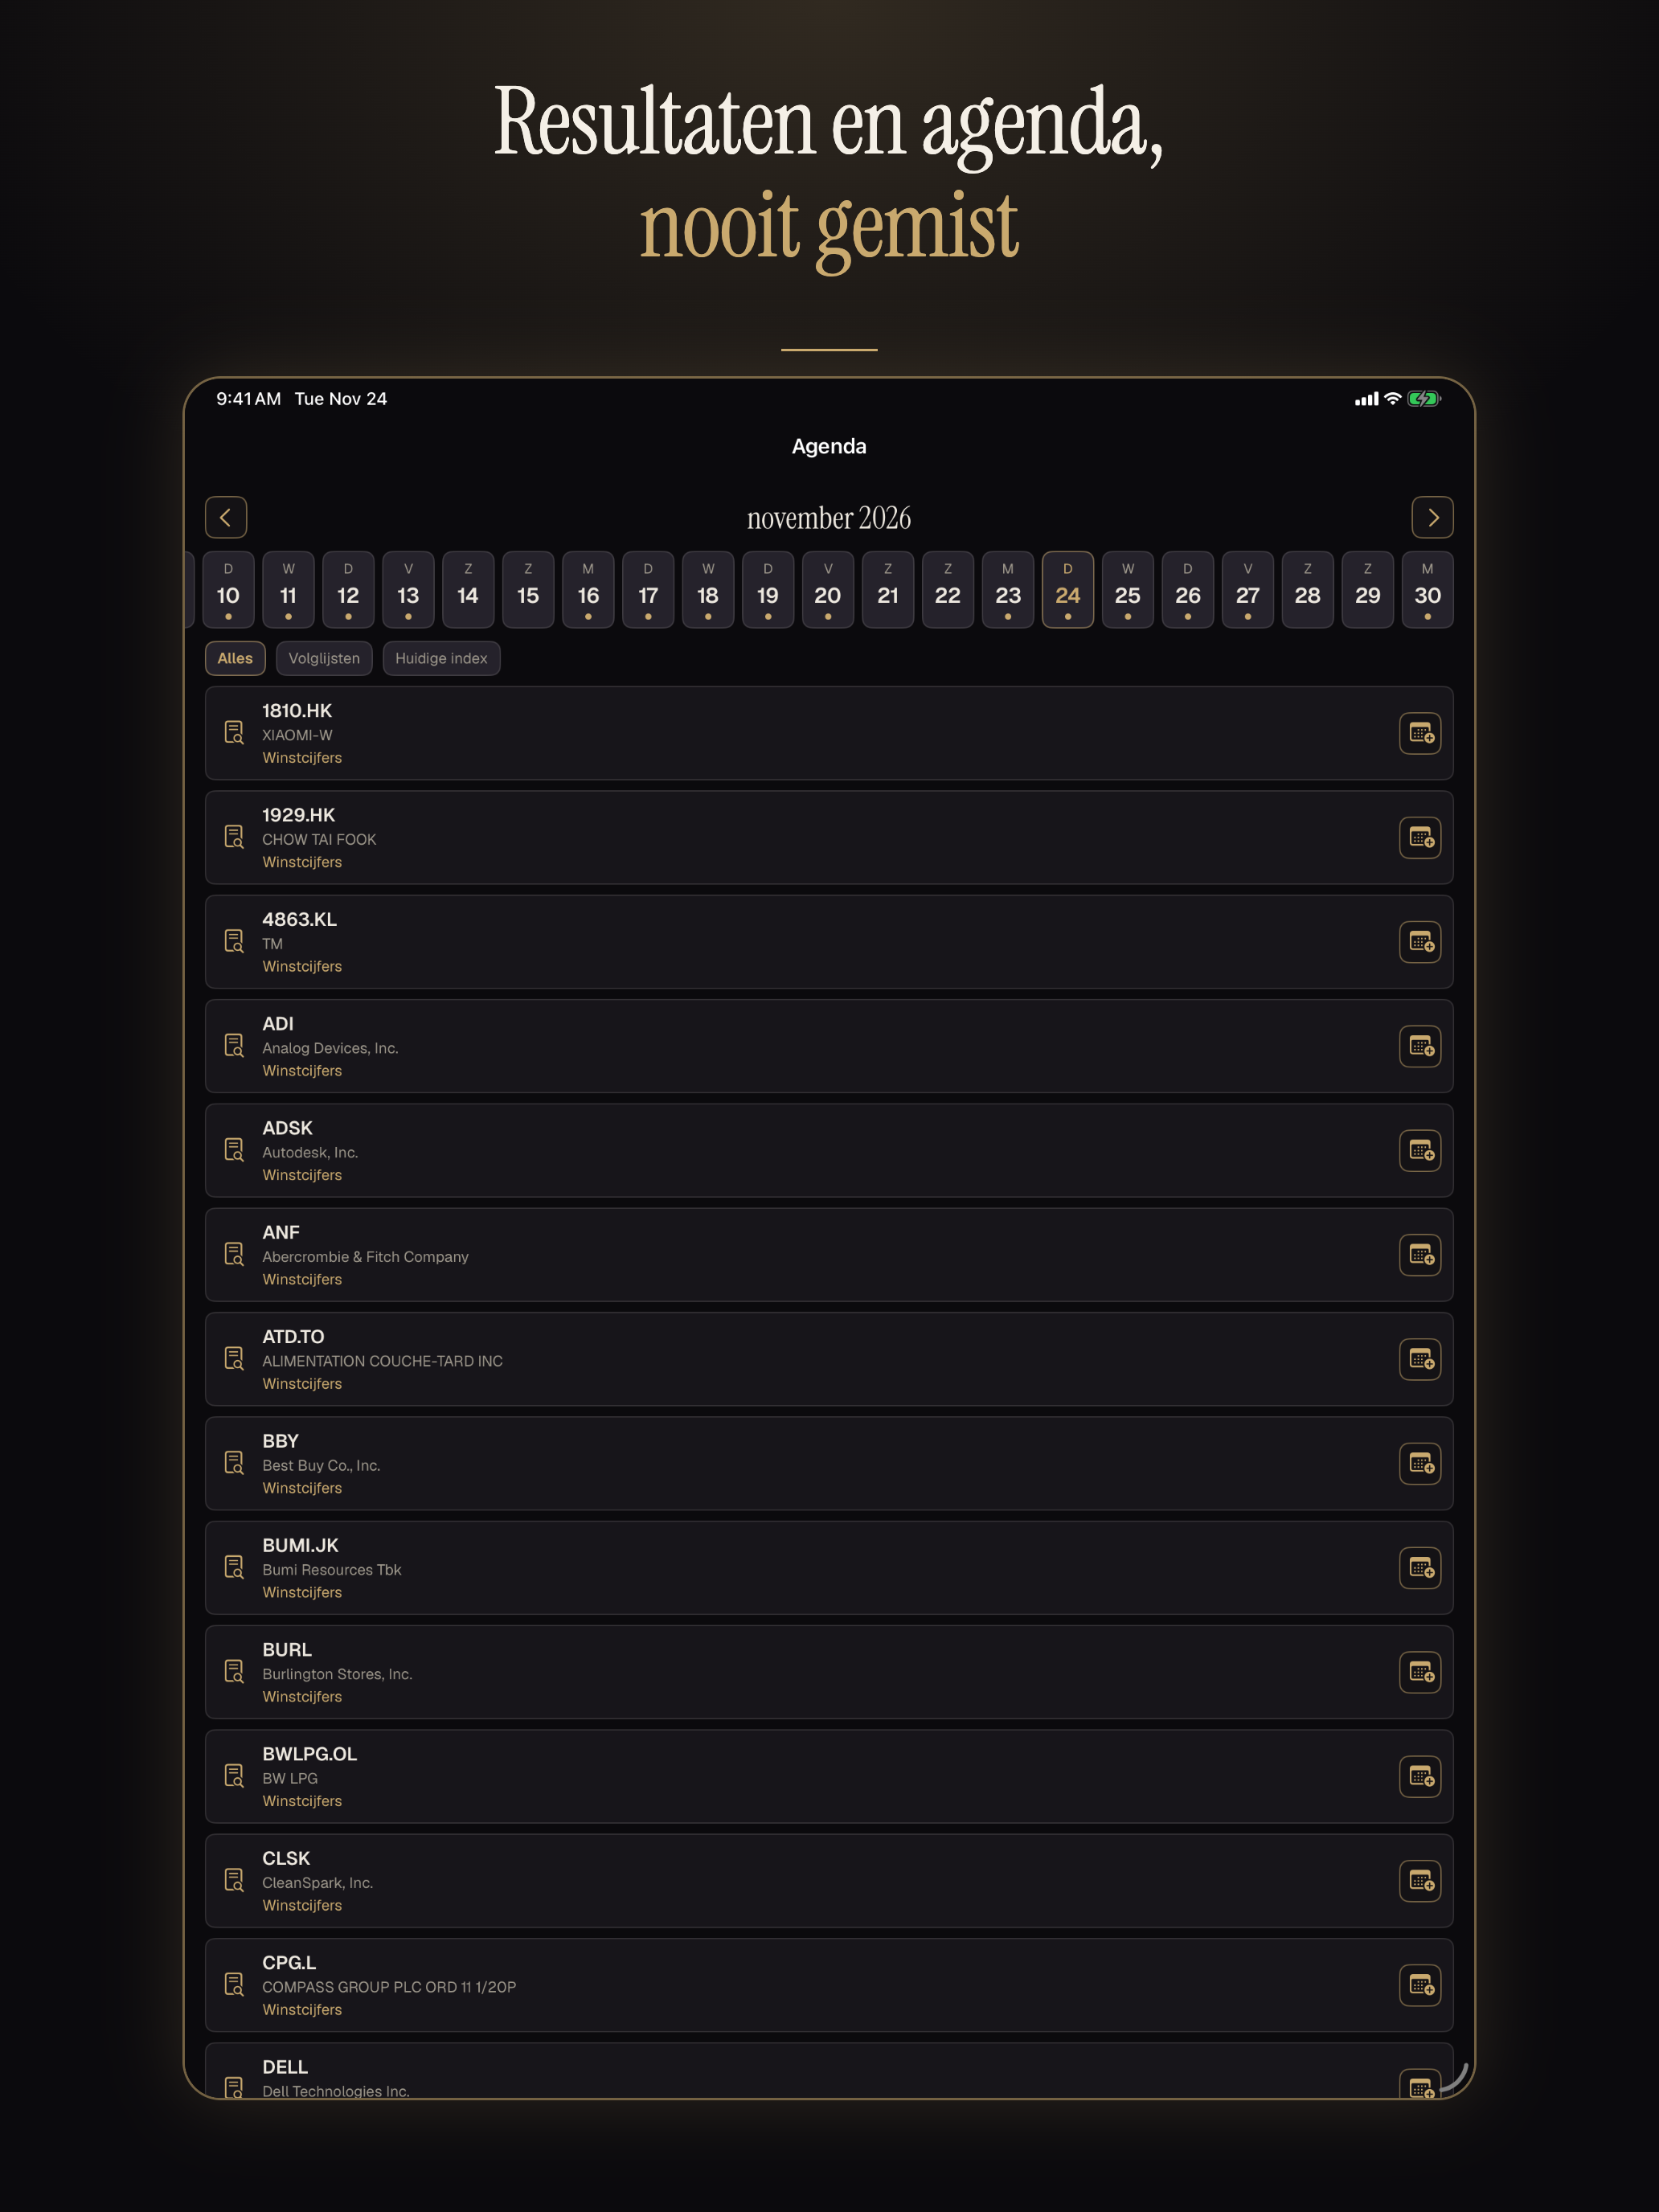 Resultaten en agenda,
nooit gemist
9:41 AM Tue Nov 24
Agenda
november 2026
D W D V Z Z M D W D V Z Z M D W D V Z Z M
10 11 12 13 14 15 16 17 18 19 20 21 22 23 24 25 26 27 28 29 30
Alles Volglijsten Huidige index
1810.HK
XIAOMI-W
Winstcijfers
1929.HK
CHOW TAI FOOK
Winstcijfers
4863.KL
TM
Winstcijfers
ADI
Analog Devices, Inc.
Winstcijfers
ADSK
Autodesk, Inc.
Winstcijfers
ANF
Abercrombie & Fitch Company
Winstcijfers
ATD.TO
ALIMENTATION COUCHE-TARD INC
Winstcijfers
BBY
Best Buy Co., Inc.
Winstcijfers
BUMI.JK
Bumi Resources Tbk
Winstcijfers
BURL
Burlington Stores, Inc.
Winstcijfers
BWLPG.OL
BW LPG
Winstcijfers
CLSK
CleanSpark, Inc.
Winstcijfers
CPG.L
COMPASS GROUP PLC ORD 11 1/20P
Winstcijfers
DELL
Dell Technologies Inc.